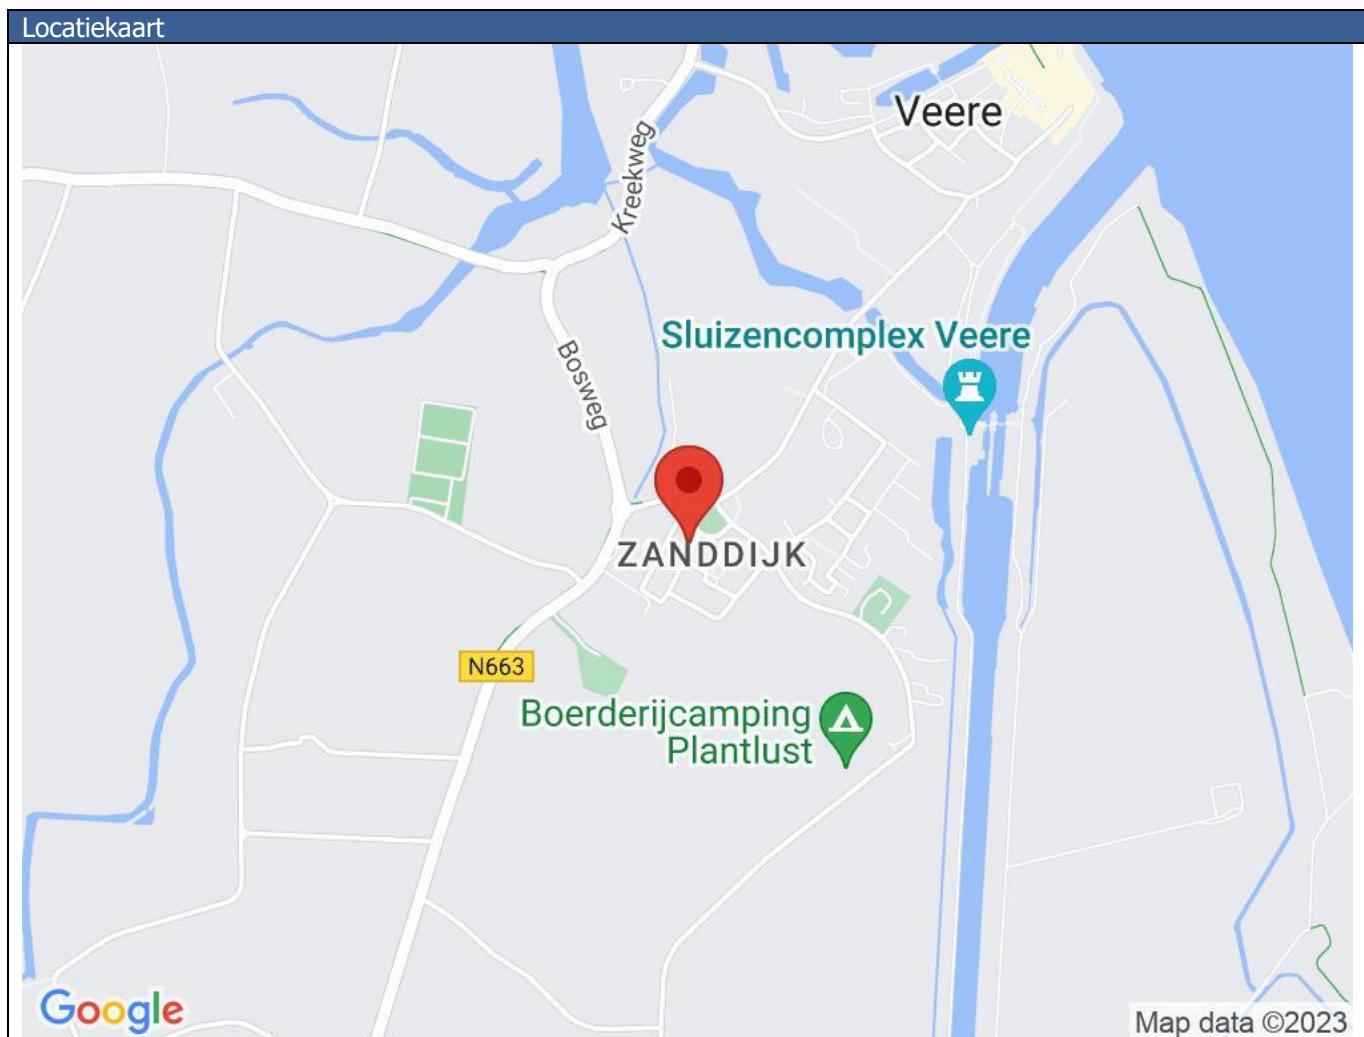 Locatiekaart
Veere
Kreekweg
Sluizencomplex Veere
Bosweg
ZANDDIJK
N663
Boerderijcamping
Plantlust
Google
Map data ©2023